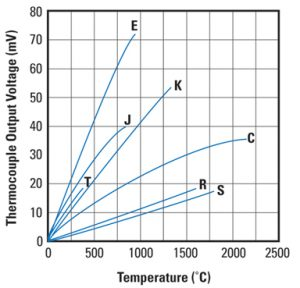 Thermocouple Output Voltage (mV)
80
70
60
50
40
30
20
10
0
E
K
J
C
T
R
S
0 500 1000 1500 2000 2500
Temperature (˚C)